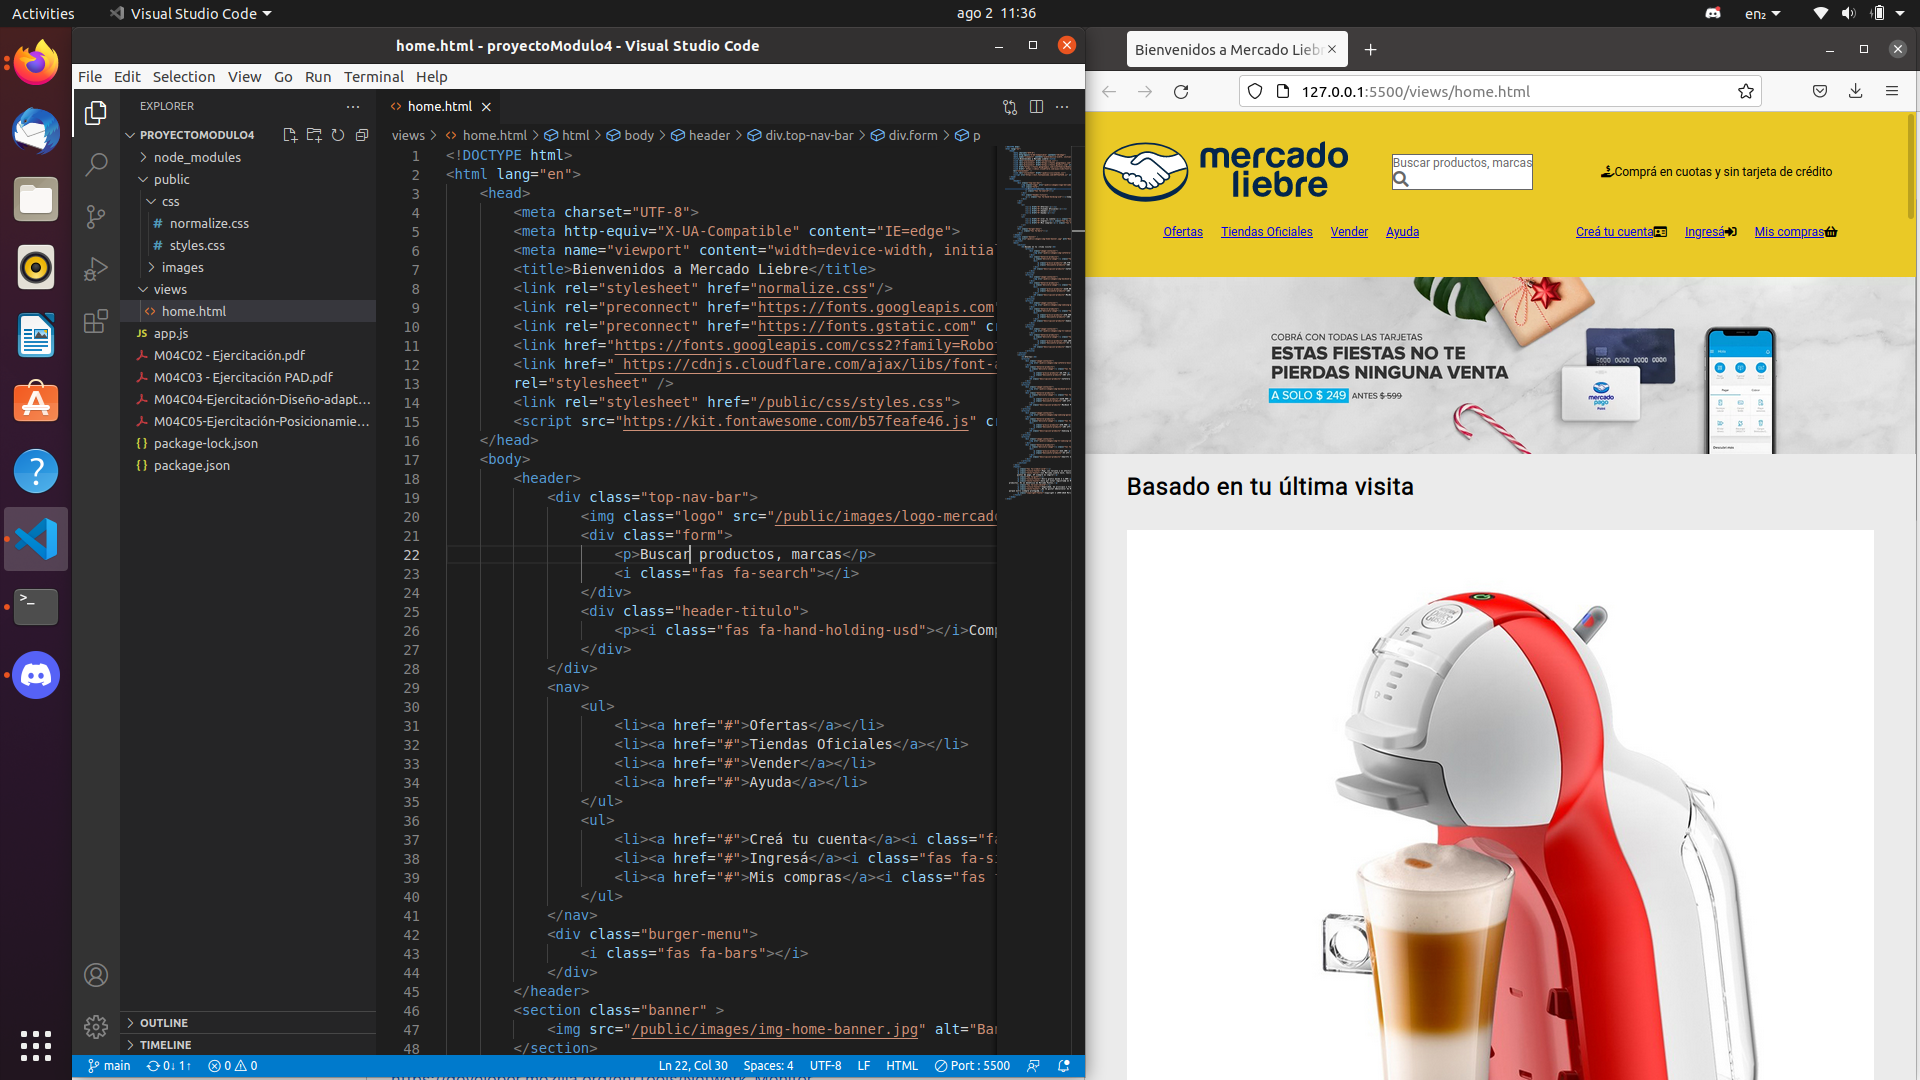 Activities
Visual Studio Code
ago 2 11:36
en₂
home.html - proyectoModulo4 - Visual Studio Code
File Edit Selection View Go Run Terminal Help
EXPLORER
PROYECTOMODULO4
node_modules
public
css
normalize.css
styles.css
images
views
home.html
app.js
M04C02 - Ejercitación.pdf
M04C03 - Ejercitación PAD.pdf
M04C04-Ejercitación-Diseño-adapt...
M04C05-Ejercitación-Posicionamie...
package-lock.json
package.json
OUTLINE
TIMELINE
home.html
views > home.html > html > body > header > div.top-nav-bar > div.form > p
1 <!DOCTYPE html>
2 <html lang="en">
3 <head>
4 <meta charset="UTF-8">
5 <meta http-equiv="X-UA-Compatible" content="IE=edge">
6 <meta name="viewport" content="width=device-width, initial
7 <title>Bienvenidos a Mercado Liebre</title>
8 <link rel="stylesheet" href="normalize.css"/>
9 <link rel="preconnect" href="https://fonts.googleapis.com"
10 <link rel="preconnect" href="https://fonts.gstatic.com" cr
11 <link href="https://fonts.googleapis.com/css2?family=Robo
12 <link href=" https://cdnjs.cloudflare.com/ajax/libs/font-a
13 rel="stylesheet" />
14 <link rel="stylesheet" href="/public/css/styles.css">
15 <script src="https://kit.fontawesome.com/b57feafe46.js" cr
16 </head>
17 <body>
18 <header>
19 <div class="top-nav-bar">
20 <img class="logo" src="/public/images/logo-mercado
21 <div class="form">
22 <p>Buscar productos, marcas</p>
23 <i class="fas fa-search"></i>
24 </div>
25 <div class="header-titulo">
26 <p><i class="fas fa-hand-holding-usd"></i>Comp
27 </div>
28 </div>
29 <nav>
30 <ul>
31 <li><a href="#">Ofertas</a></li>
32 <li><a href="#">Tiendas Oficiales</a></li>
33 <li><a href="#">Vender</a></li>
34 <li><a href="#">Ayuda</a></li>
35 </ul>
36 <ul>
37 <li><a href="#">Creá tu cuenta</a><i class="fa
38 <li><a href="#">Ingresá</a><i class="fas fa-si
39 <li><a href="#">Mis compras</a><i class="fas
40 </ul>
41 </nav>
42 <div class="burger-menu">
43 <i class="fas fa-bars"></i>
44 </div>
45 </header>
46 <section class="banner" >
47 <img src="/public/images/img-home-banner.jpg" alt="Ban
48 </section>
main 0↓ 1↑ 0 0
Ln 22, Col 30 Spaces: 4 UTF-8 LF HTML Port : 5500
Bienvenidos a Mercado Liebr
127.0.0.1:5500/views/home.html
mercado
liebre
Buscar productos, marcas
Comprá en cuotas y sin tarjeta de crédito
Ofertas Tiendas Oficiales Vender Ayuda
Creá tu cuenta Ingresá Mis compras
COBRÁ CON TODAS LAS TARJETAS
ESTAS FIESTAS NO TE
PIERDAS NINGUNA VENTA
A SOLO $ 249 ANTES $ 599
5000 0000 0000 0000
mercado
pago
Point
Basado en tu última visita